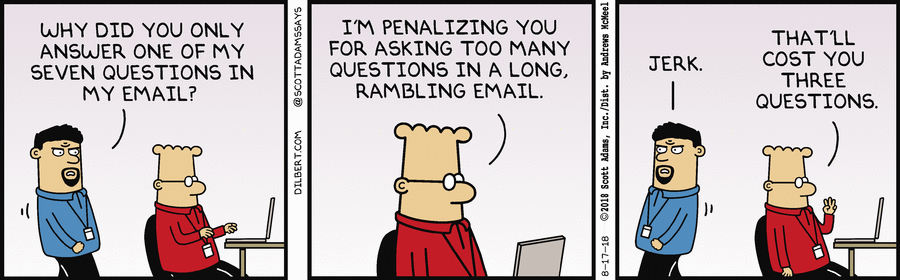 WHY DID YOU ONLY
ANSWER ONE OF MY
SEVEN QUESTIONS IN
MY EMAIL?
DILBERT.COM @SCOTTADAMSSAYS
I'M PENALIZING YOU
FOR ASKING TOO MANY
QUESTIONS IN A LONG,
RAMBLING EMAIL.
8-17-18 ©2018 Scott Adams, Inc./Dist. by Andrews McMeel
JERK.
THAT'LL
COST YOU
THREE
QUESTIONS.